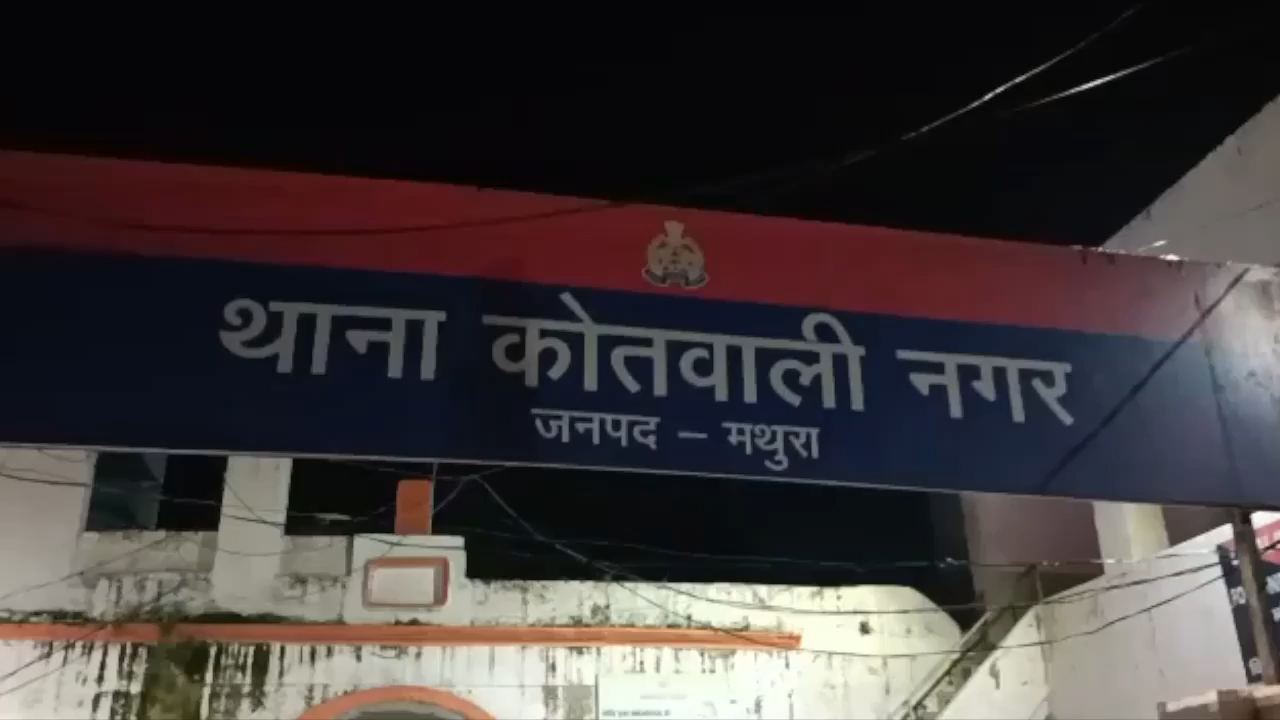 थाना कोतवाली नगर
जनपद – मथुरा